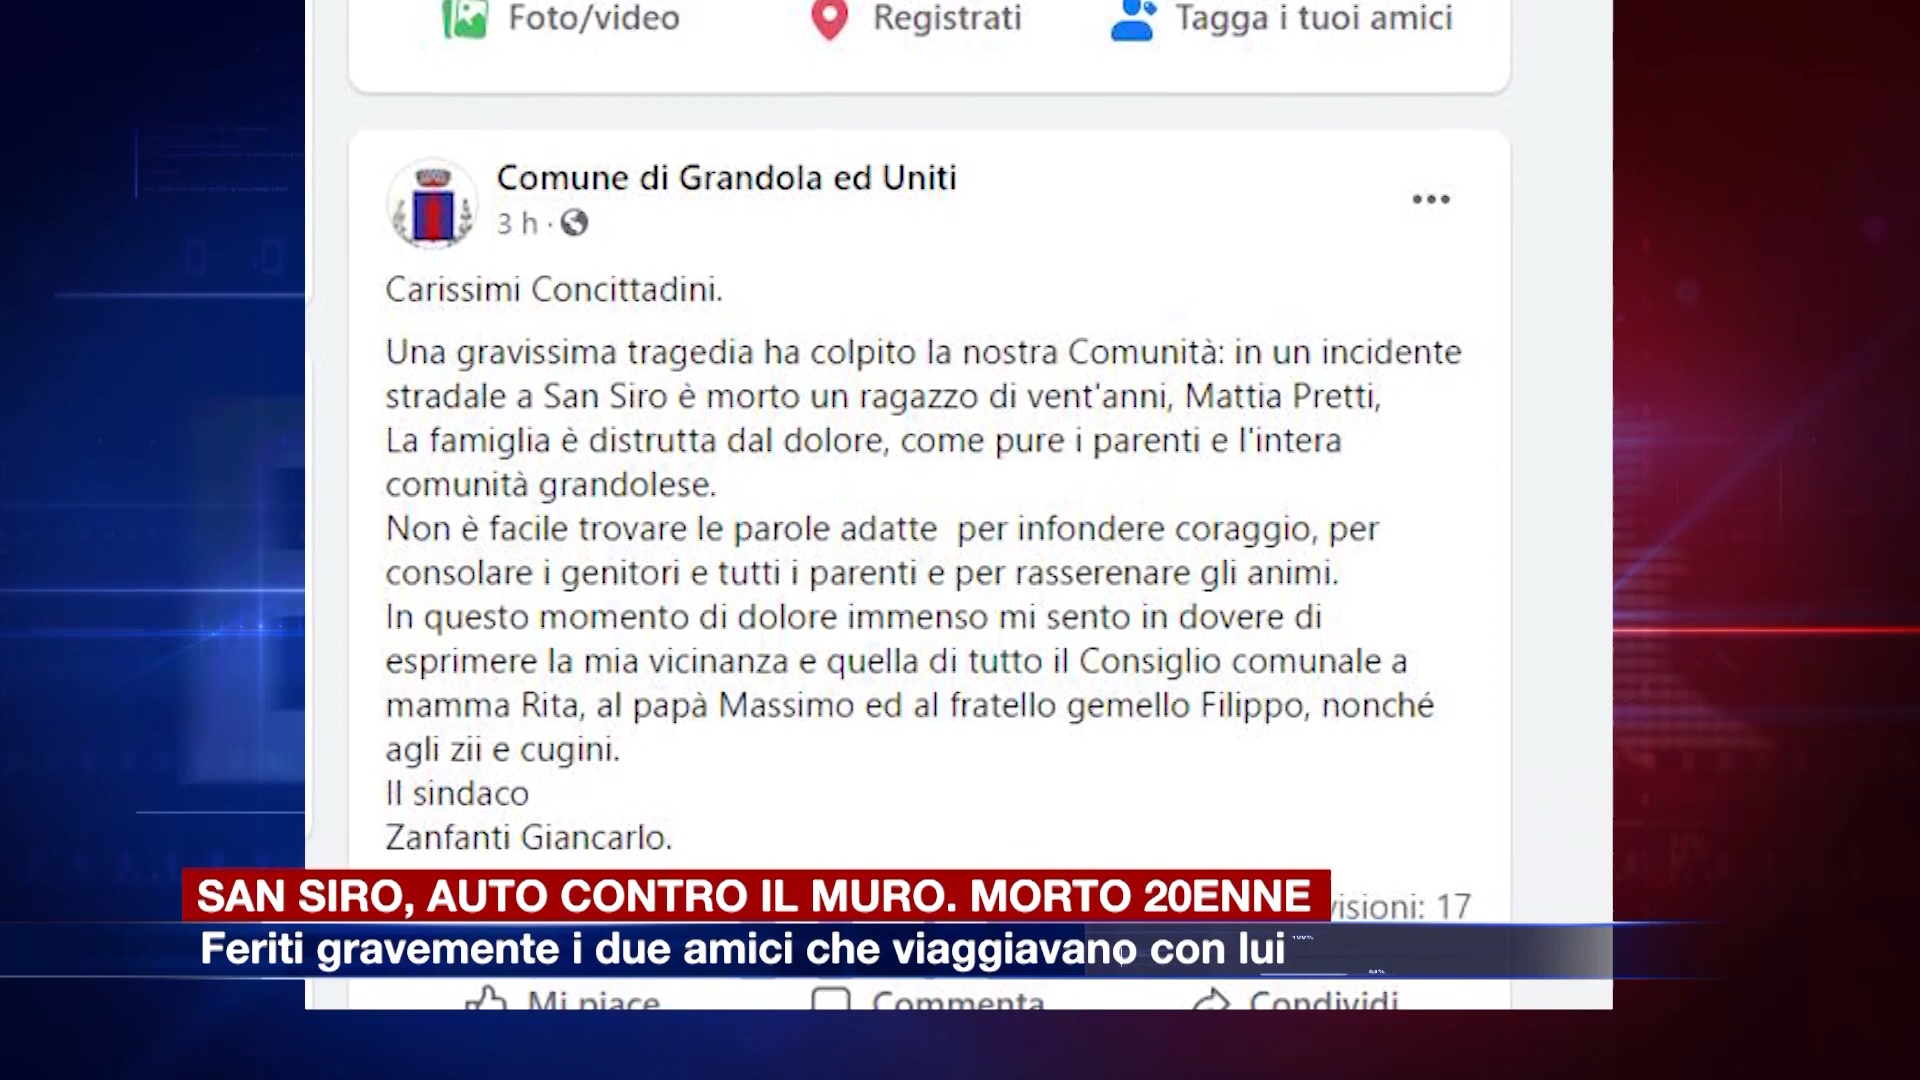 Foto/video
Registrati
Tagga i tuoi amici
Comune di Grandola ed Uniti
3 h ·
Carissimi Concittadini.
Una gravissima tragedia ha colpito la nostra Comunità: in un incidente
stradale a San Siro è morto un ragazzo di vent'anni, Mattia Pretti,
La famiglia è distrutta dal dolore, come pure i parenti e l'intera
comunità grandolese.
Non è facile trovare le parole adatte  per infondere coraggio, per
consolare i genitori e tutti i parenti e per rasserenare gli animi.
In questo momento di dolore immenso mi sento in dovere di
esprimere la mia vicinanza e quella di tutto il Consiglio comunale a
mamma Rita, al papà Massimo ed al fratello gemello Filippo, nonché
agli zii e cugini.
Il sindaco
Zanfanti Giancarlo.
visioni: 17
SAN SIRO, AUTO CONTRO IL MURO. MORTO 20ENNE
Feriti gravemente i due amici che viaggiavano con lui
Mi piace
Commenta
Condividi